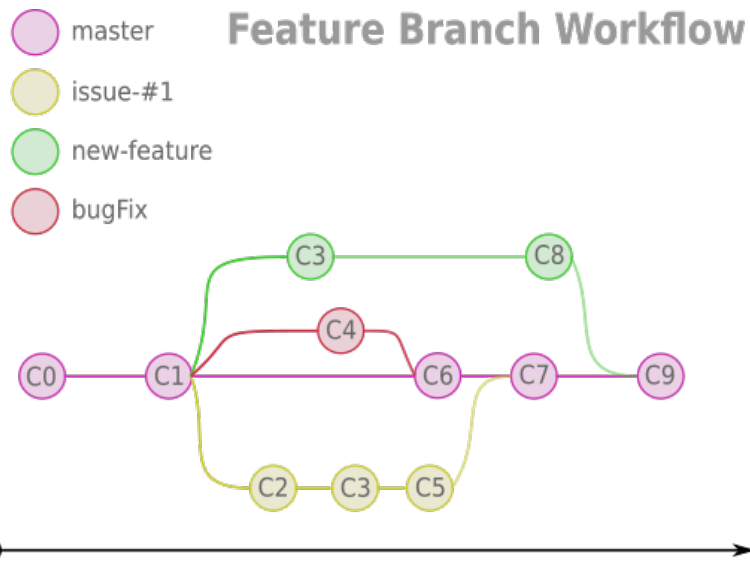 Feature Branch Workflow
master
issue-#1
new-feature
bugFix
C3
C8
C4
C0
C1
C6
C7
C9
C2
C3
C5